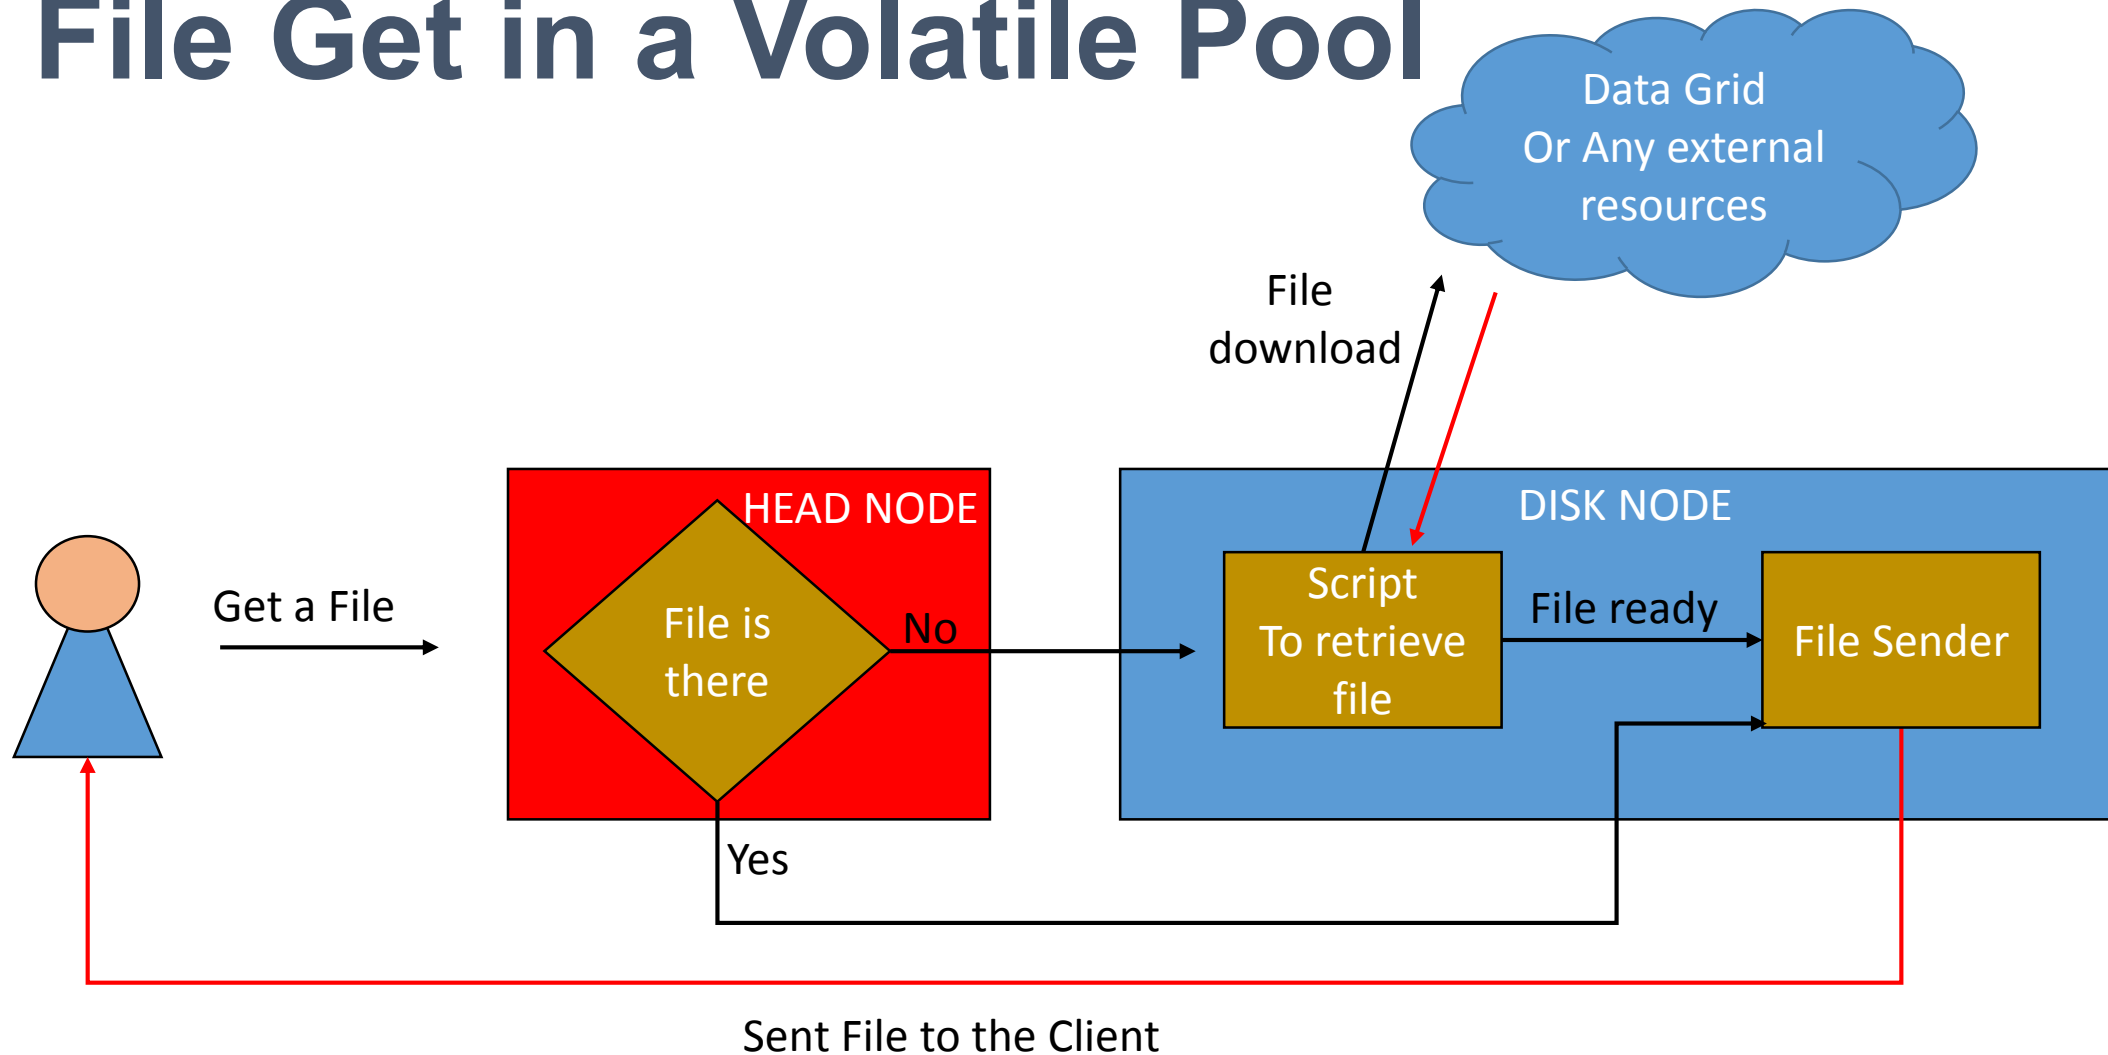 File Get in a Volatile Pool
Data Grid
Or Any external
resources
File
download
HEAD NODE
DISK NODE
Get a File
File is
there
No
Script
To retrieve
file
File ready
File Sender
Yes
Sent File to the Client